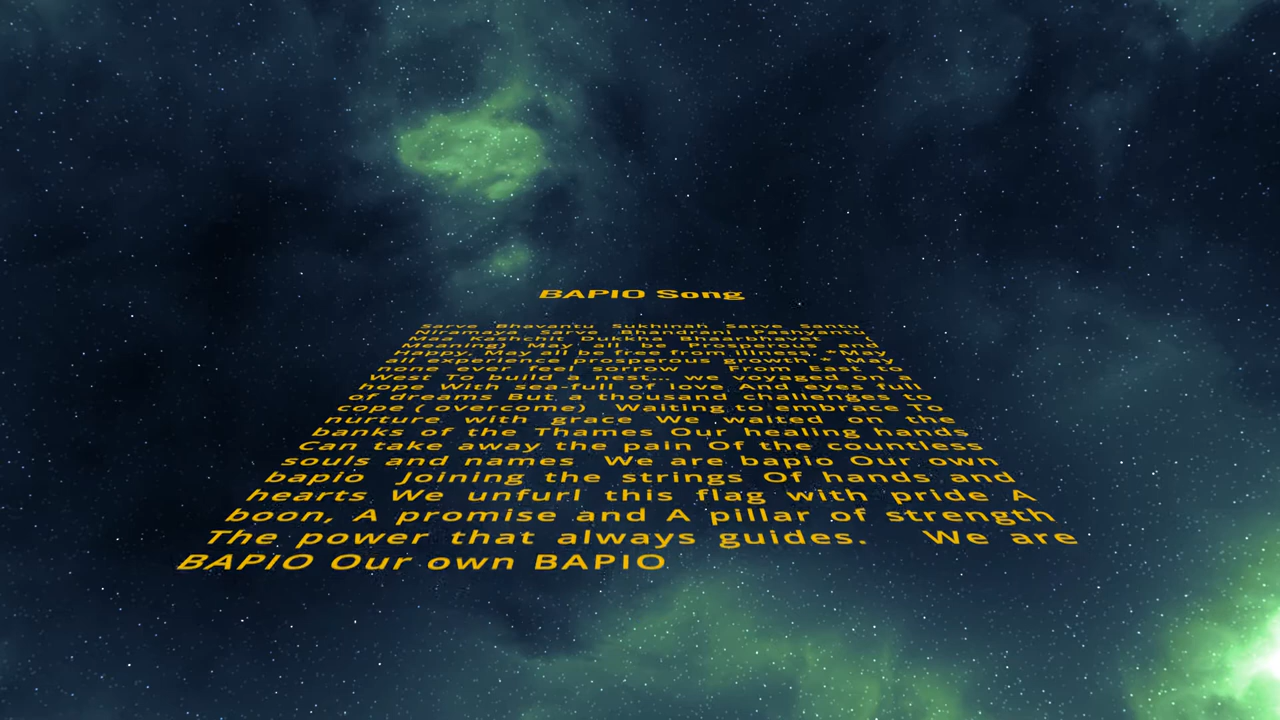 BAPIO Song
Sarve Bhavantu Sukhinah Sarve Santu
Niramaya Sarve Bhandrani Pashyantu
Maa Kashchit Dukkha Bhaagbhavet
Meaning) May all be Prosperous and
Happy, May all be free from illness, *May
all experience prosperous growth.* May
none ever feel sorrow From East to
West To build a nest... we voyaged on a
hope With sea-full of love And eyes full
of dreams But a thousand challenges to
cope ( overcome) Waiting to embrace To
nurture with grace We waited on the
banks of the Thames Our healing hands
Can take away the pain Of the countless
souls and names We are bapio Our own
bapio Joining the strings Of hands and
hearts We unfurl this flag with pride A
boon, A promise and A pillar of strength
The power that always guides. We are
BAPIO Our own BAPIO